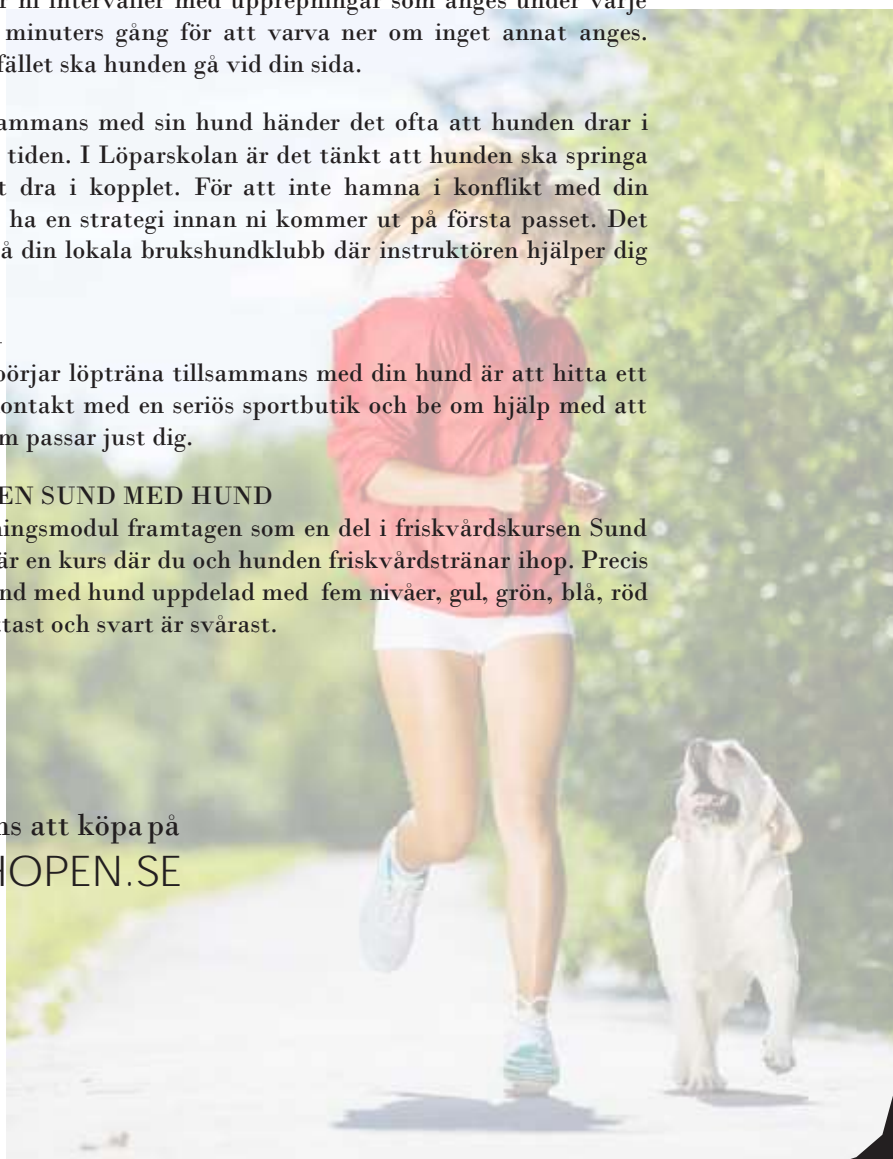 r ni intervaller med upprepningar som anges under varje
minuters gång för att varva ner om inget annat anges.
fället ska hunden gå vid din sida.
ammans med sin hund händer det ofta att hunden drar i
tiden. I Löparskolan är det tänkt att hunden ska springa
t dra i kopplet. För att inte hamna i konflikt med din
ha en strategi innan ni kommer ut på första passet. Det
å din lokala brukshundklubb där instruktören hjälper dig
börjar löpträna tillsammans med din hund är att hitta ett
ontakt med en seriös sportbutik och be om hjälp med att
m passar just dig.
EN SUND MED HUND
ningsmodul framtagen som en del i friskvårdskursen Sund
är en kurs där du och hunden friskvårdstränar ihop. Precis
nd med hund uppdelad med fem nivåer, gul, grön, blå, röd
ttast och svart är svårast.
ns att köpa på
HOPEN.SE